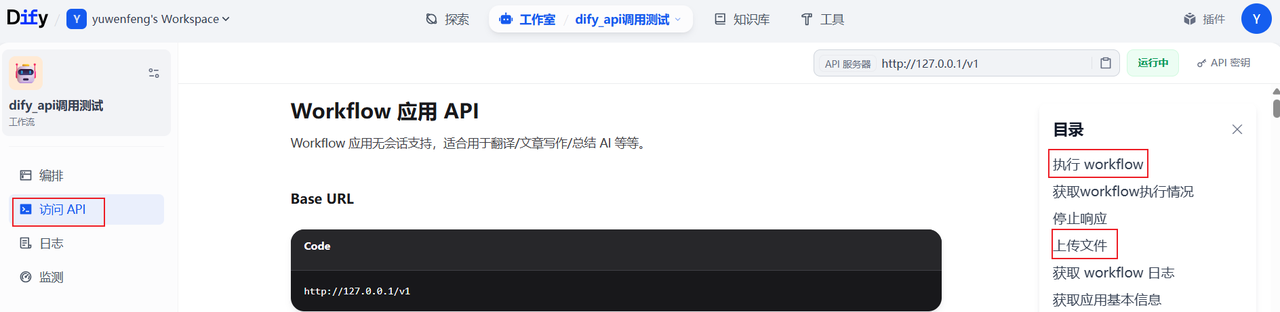 Dify / Y yuwenfeng's Workspace
探索
工作室 / dify_api调用测试
知识库
工具
插件
Y
dify_api调用测试
工作流
编排
访问 API
日志
监测
API 服务器 http://127.0.0.1/v1
运行中
API 密钥
Workflow 应用 API
Workflow 应用无会话支持，适合用于翻译/文章写作/总结 AI 等等。
Base URL
Code
http://127.0.0.1/v1
目录
执行 workflow
获取workflow执行情况
停止响应
上传文件
获取 workflow 日志
获取应用基本信息